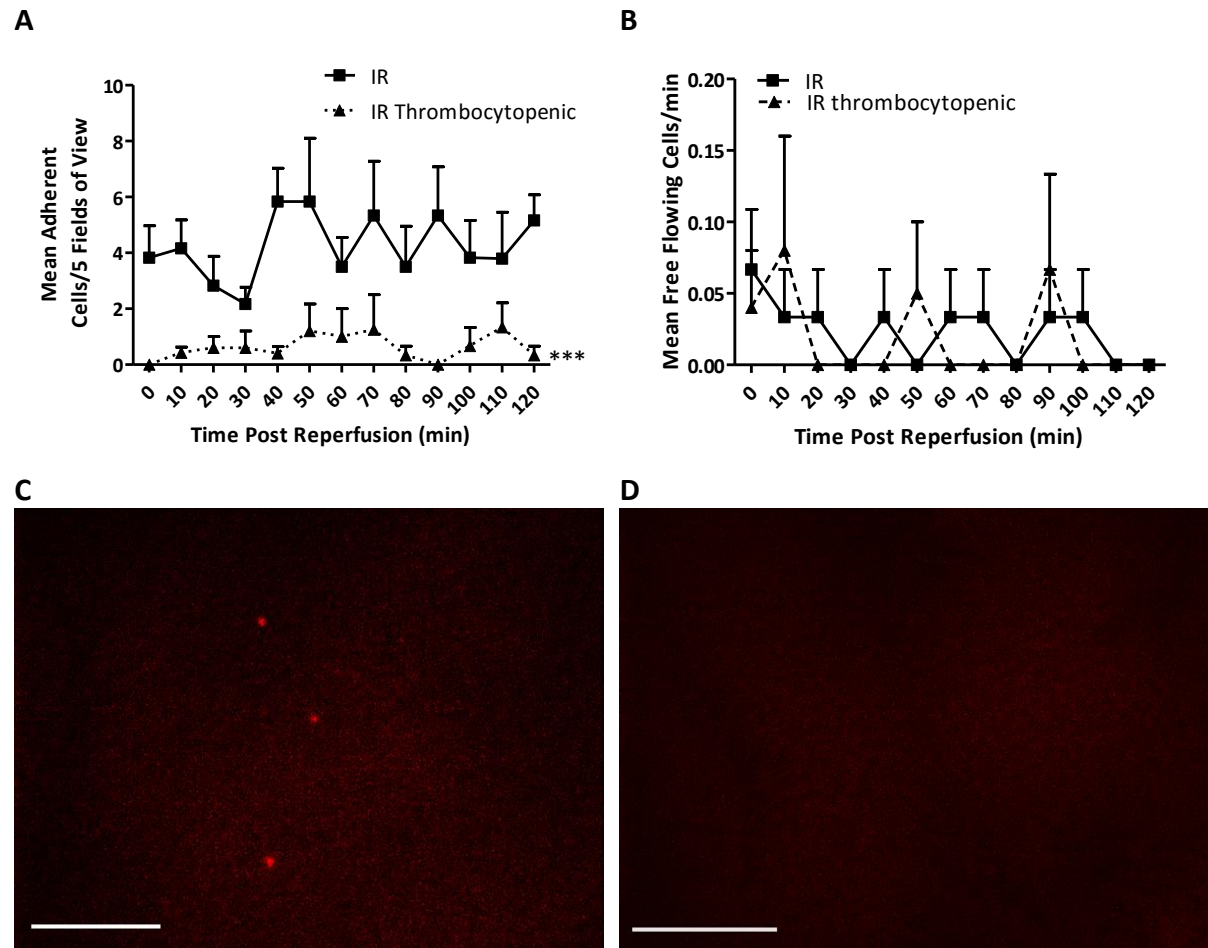 A
IR
IR Thrombocytopenic
Mean Adherent
Cells/5 Fields of View
10
8
6
4
2
0
***
0 10 20 30 40 50 60 70 80 90 100 110 120
Time Post Reperfusion (min)
B
IR
IR thrombocytopenic
Mean Free Flowing Cells/min
0.20
0.15
0.10
0.05
0.00
0 10 20 30 40 50 60 70 80 90 100 110 120
Time Post Reperfusion (min)
C
D